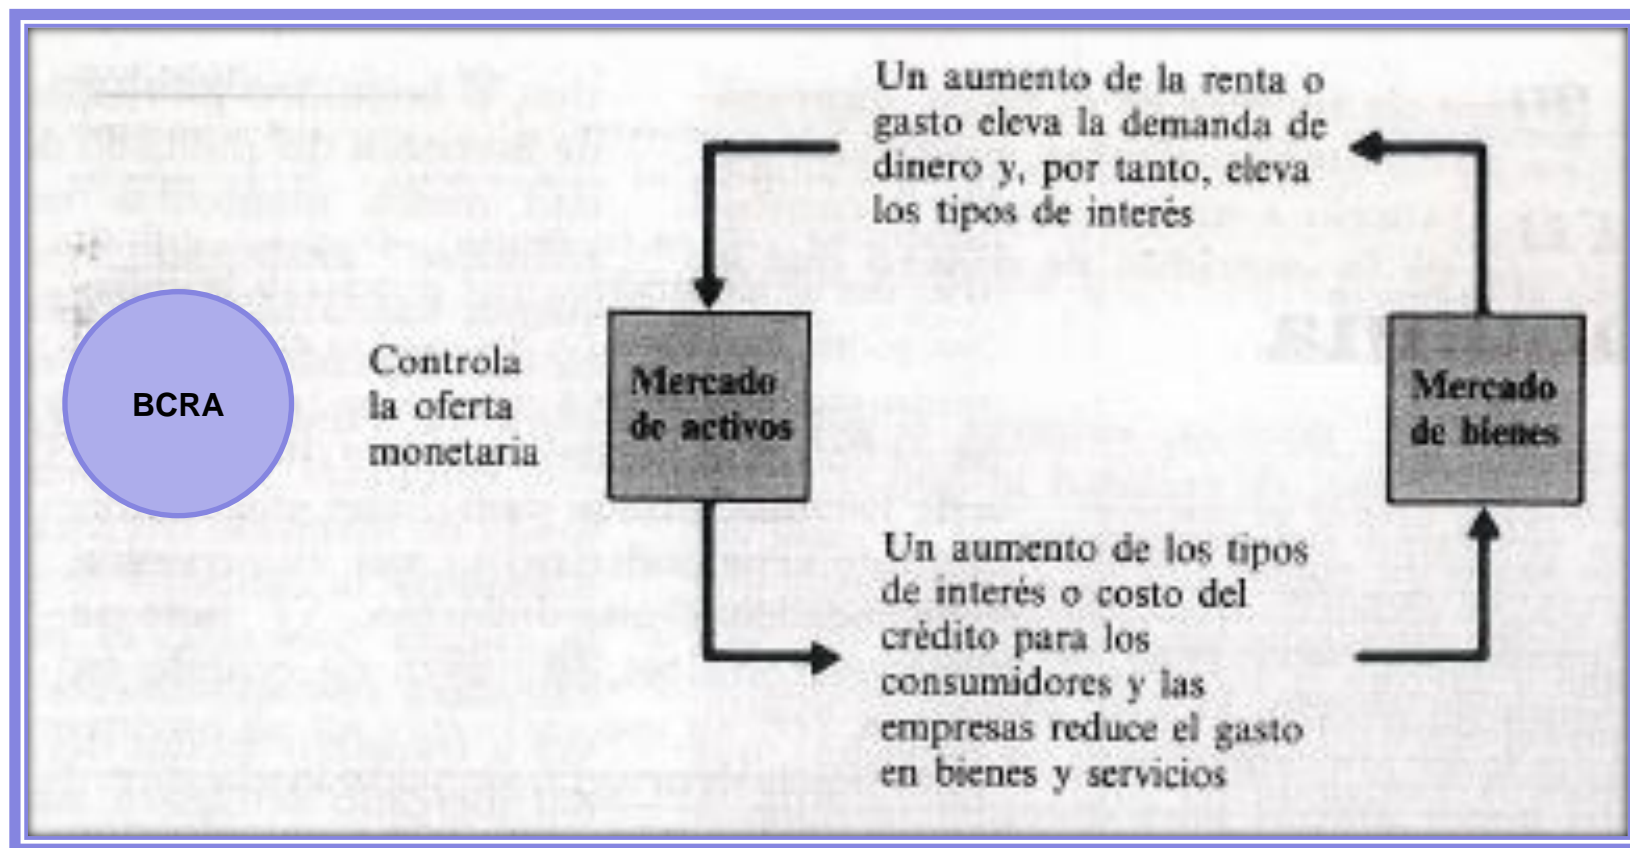 Un aumento de la renta o
gasto eleva la demanda de
dinero y, por tanto, eleva
los tipos de interés
BCRA
Controla
la oferta
monetaria
Mercado
de activos
Mercado
de bienes
Un aumento de los tipos
de interés o costo del
crédito para los
consumidores y las
empresas reduce el gasto
en bienes y servicios